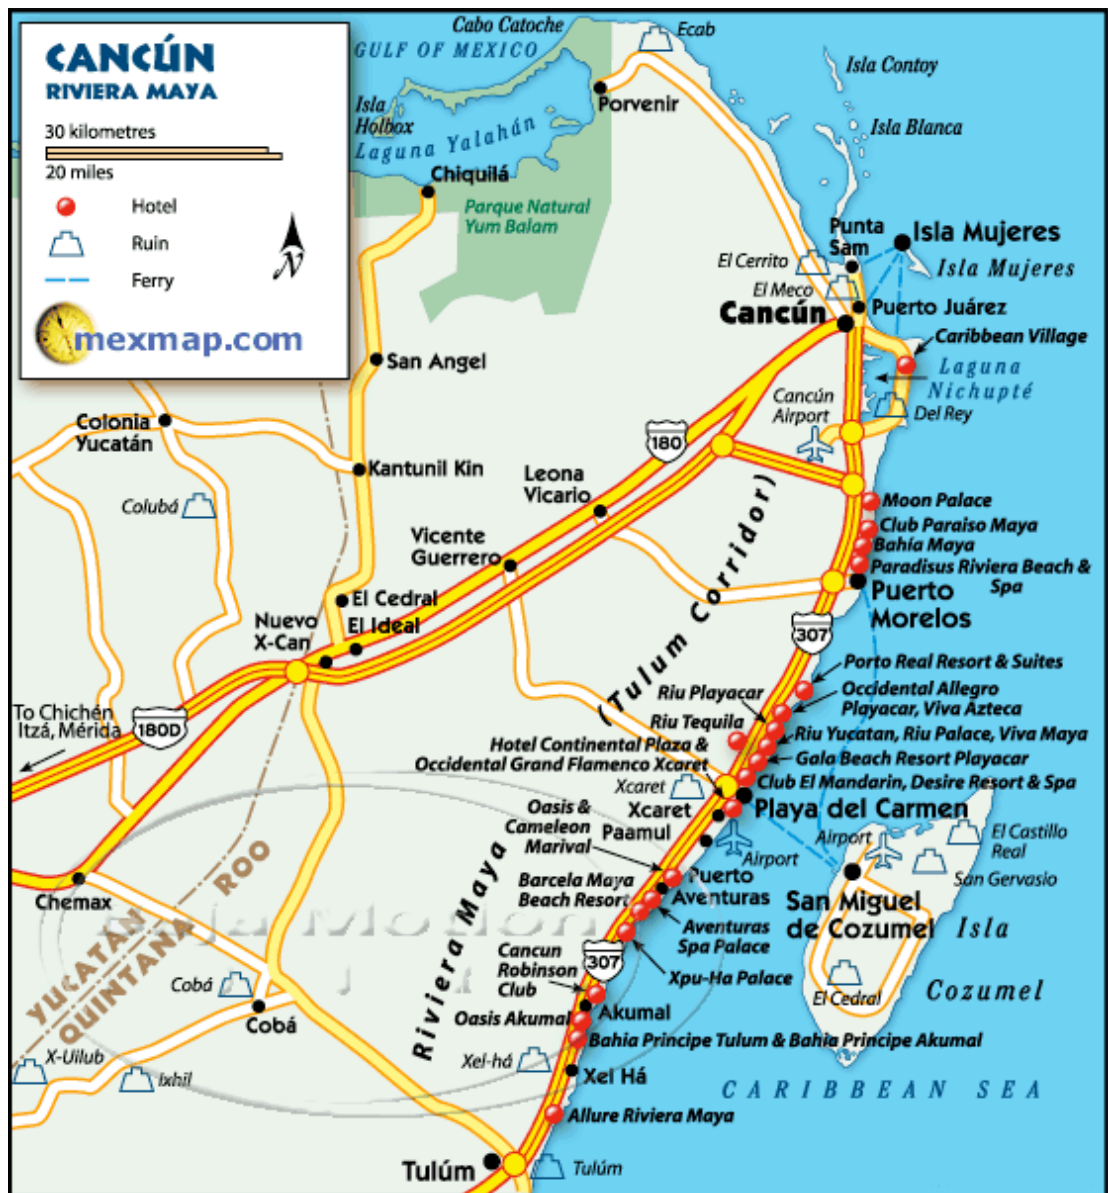 CANCÚN
RIVIERA MAYA
30 kilometres
20 miles
Hotel
Ruin
Ferry
N
mexmap.com
Cabo Catoche
GULF OF MEXICO
Ecab
Isla Contoy
Isla
Holbox
Porvenir
Laguna Yalahán
Isla Blanca
Chiquilá
Parque Natural
Yum Balam
Punta
Sam
Isla Mujeres
El Cerrito
Isla Mujeres
El Meco
Cancún
Puerto Juárez
Caribbean Village
San Angel
Laguna
Nichupté
Cancún
Airport
Del Rey
Colonia
Yucatán
180
Kantunil Kin
Leona
Vicario
Colubá
Moon Palace
Club Paraiso Maya
Bahía Maya
Vicente
Guerrero
Paradisus Riviera Beach &
Spa
Puerto
Morelos
El Cedral
Nuevo
X-Can
El Ideal
307
(Tulum Corridor)
Porto Real Resort & Suites
Riu Playacar
Occidental Allegro
Playacar, Viva Azteca
To Chichén
Itzá, Mérida
180D
Riu Tequila
Riu Yucatan, Riu Palace, Viva Maya
Hotel Continental Plaza &
Occidental Grand Flamenco Xcaret
Gala Beach Resort Playacar
Xcaret
Club El Mandarin, Desire Resort & Spa
Playa del Carmen
Xcaret
Oasis &
Cameleon
Marival
Paamul
Airport
Airport
El Castillo
Real
San Gervasio
Puerto
Aventuras
Barcela Maya
Beach Resort
San Miguel
de Cozumel
Isla
Cozumel
Chemax
YUCATAN
QUINTANA ROO
Baja Motion
Riviera Maya
Aventuras
Spa Palace
307
Xpu-Ha Palace
Cancun
Robinson
Club
El Cedral
Cobá
Cobá
Akumal
Oasis Akumal
Bahia Principe Tulum & Bahia Principe Akumal
X-Uilub
Ixhil
Xel-há
Xel Há
CARIBBEAN SEA
Allure Riviera Maya
Tulúm
Tulúm